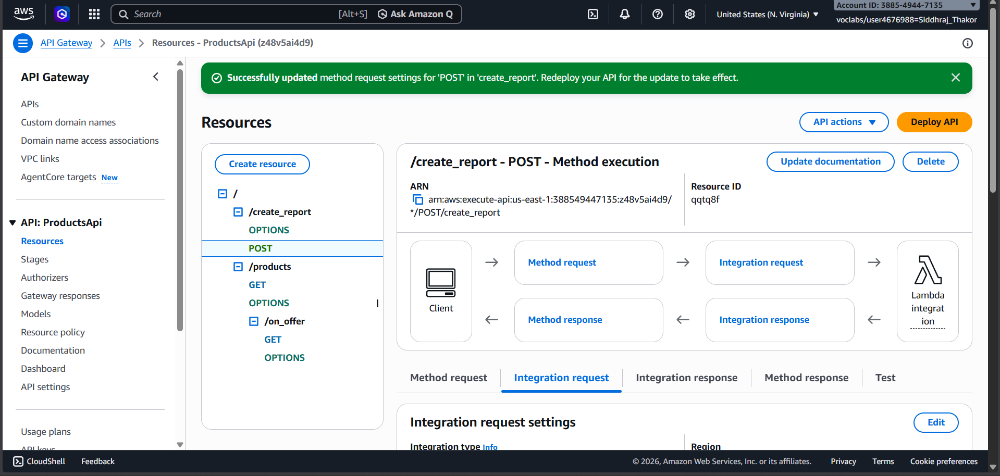 aws
Search
[Alt+S]
Ask Amazon Q
United States (N. Virginia)
Account ID: 3885-4944-7135
voclabs/user4676988=Siddhraj_Thakor
API Gateway
APIs
Resources - ProductsApi (z48v5ai4d9)
API Gateway
APIs
Custom domain names
Domain name access associations
VPC links
AgentCore targets New
API: ProductsApi
Resources
Stages
Authorizers
Gateway responses
Models
Resource policy
Documentation
Dashboard
API settings
Usage plans
API keys
Successfully updated method request settings for 'POST' in 'create_report'. Redeploy your API for the update to take effect.
Resources
API actions
Deploy API
Create resource
/
/create_report
OPTIONS
POST
/products
GET
OPTIONS
/on_offer
GET
OPTIONS
/create_report - POST - Method execution
Update documentation
Delete
ARN
arn:aws:execute-api:us-east-1:388549447135:z48v5ai4d9/
*/POST/create_report
Resource ID
qqtq8f
Client
Method request
Integration request
Method response
Integration response
Lambda
integrat
ion
Method request
Integration request
Integration response
Method response
Test
Integration request settings
Edit
Integration type Info
Region
CloudShell
Feedback
© 2026, Amazon Web Services, Inc. or its affiliates.
Privacy
Terms
Cookie preferences